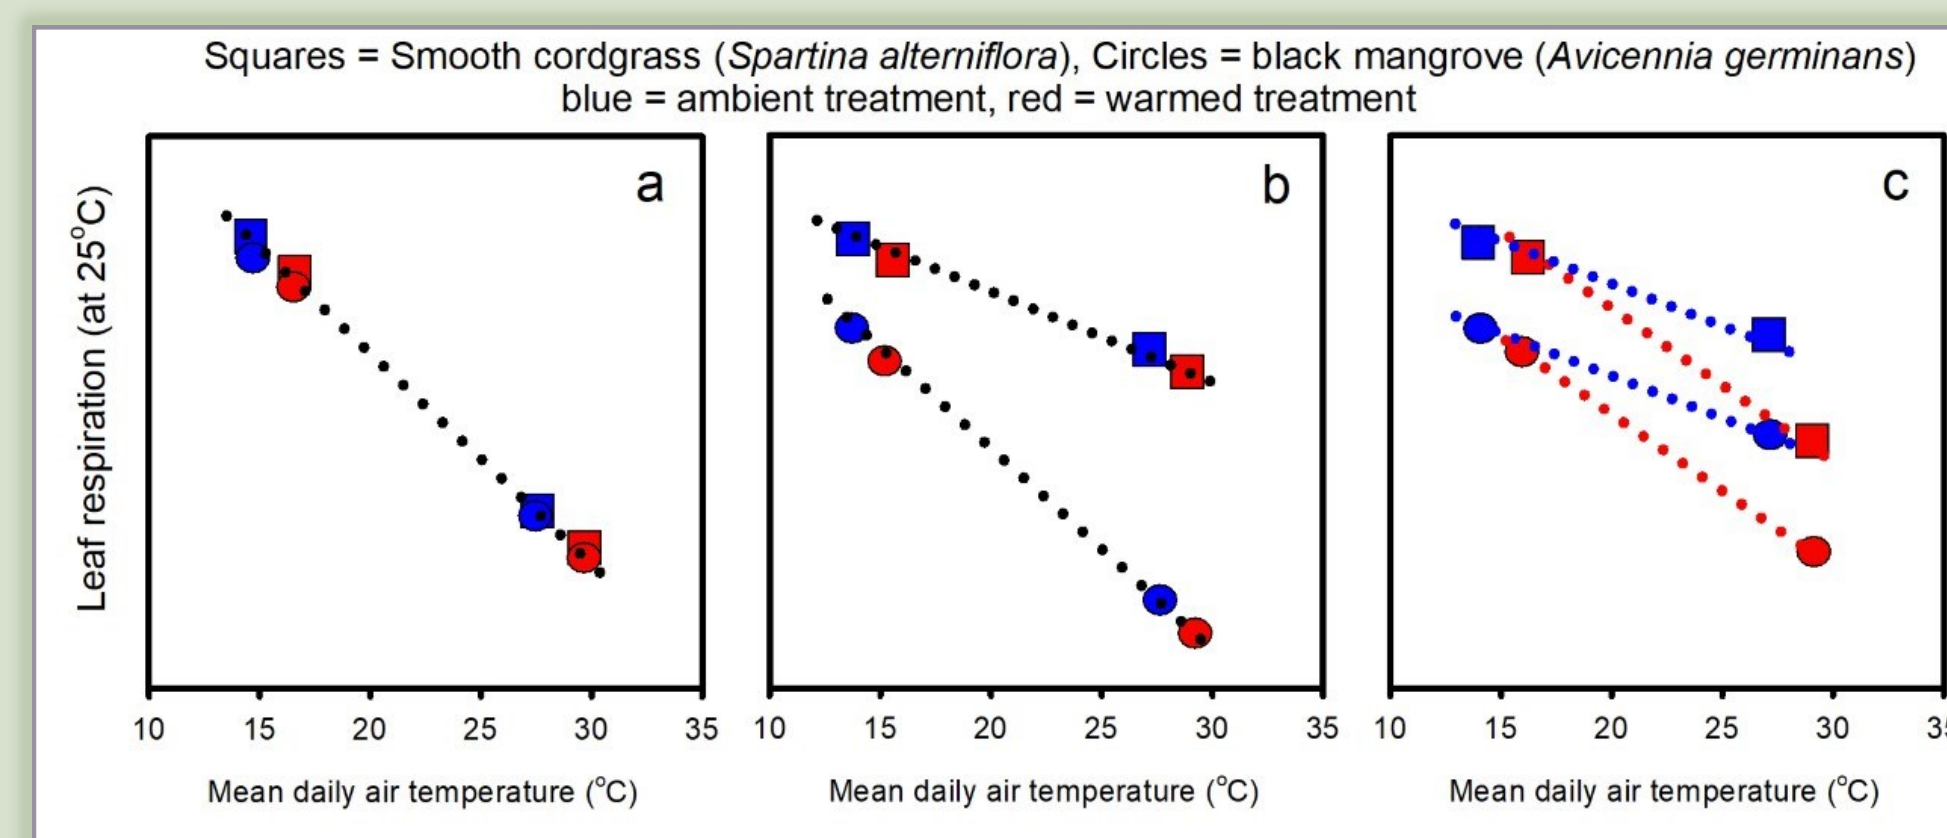 Squares = Smooth cordgrass (Spartina alterniflora), Circles = black mangrove (Avicennia germinans)
blue = ambient treatment, red = warmed treatment
Leaf respiration (at 25°C)
a
b
c
10 15 20 25 30 35
10 15 20 25 30 35
10 15 20 25 30
Mean daily air temperature (°C)
Mean daily air temperature (°C)
Mean daily air temperature (°C)